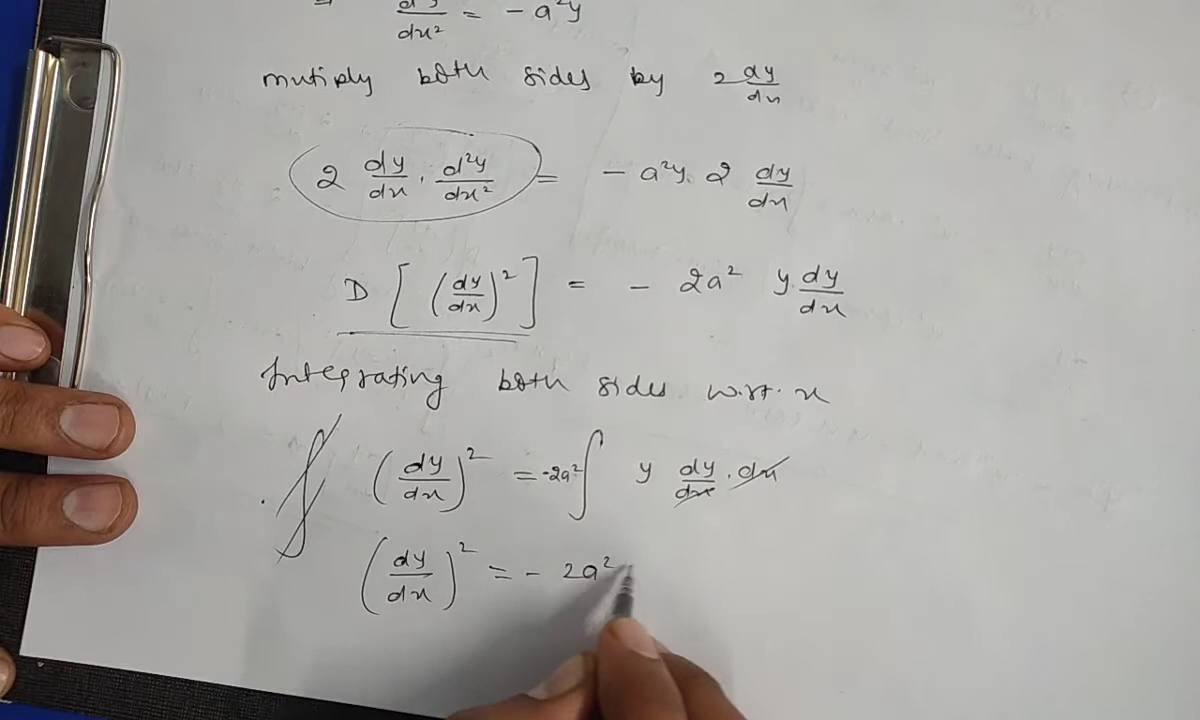 = d²y/dx² = - a²y
mutiply both sides by 2 dy/dx
2 dy/dx . d²y/dx² = - a²y. 2 dy/dx
D [ (dy/dx)² ] = - 2a² y. dy/dx
Integrating both sides w.r.t. x
(dy/dx)² = -2a² ∫ y dy/dx . dx
(dy/dx)² = - 2a²